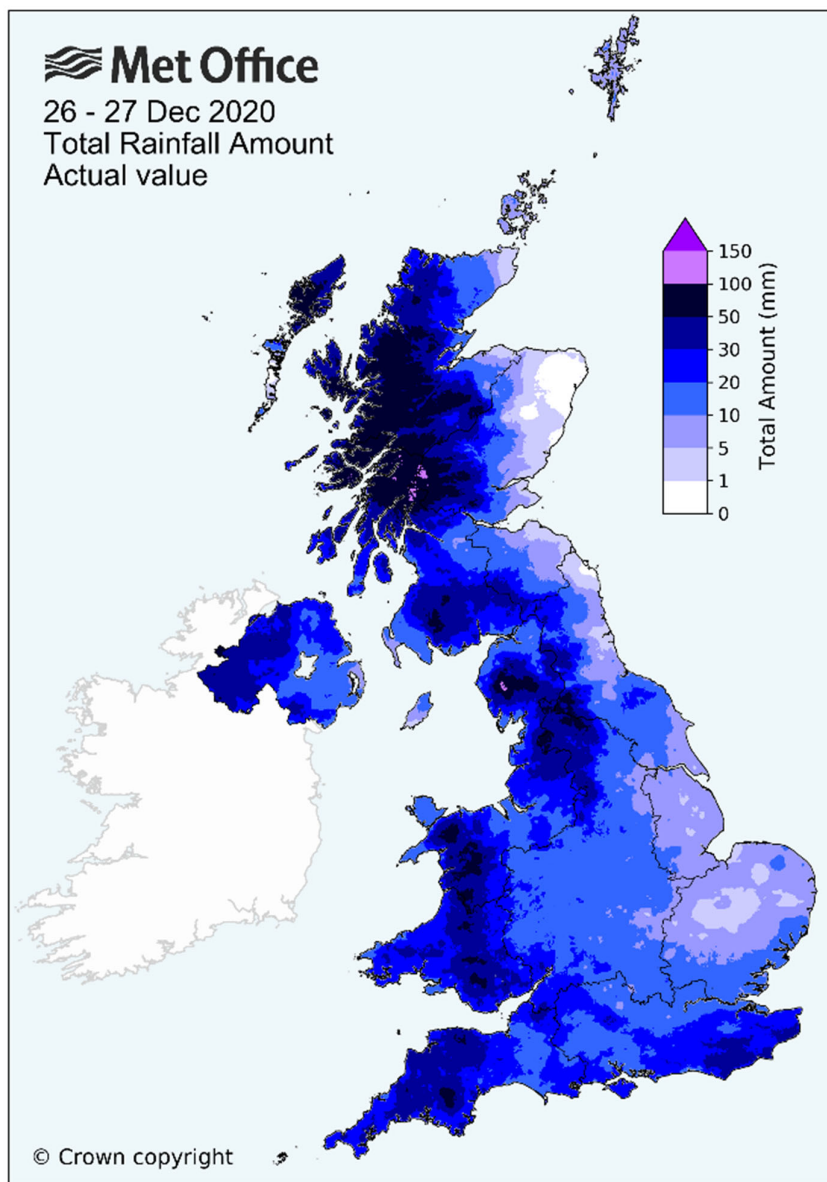 Met Office
26 - 27 Dec 2020
Total Rainfall Amount
Actual value
150
100
50
30
20
10
5
1
0
Total Amount (mm)
© Crown copyright